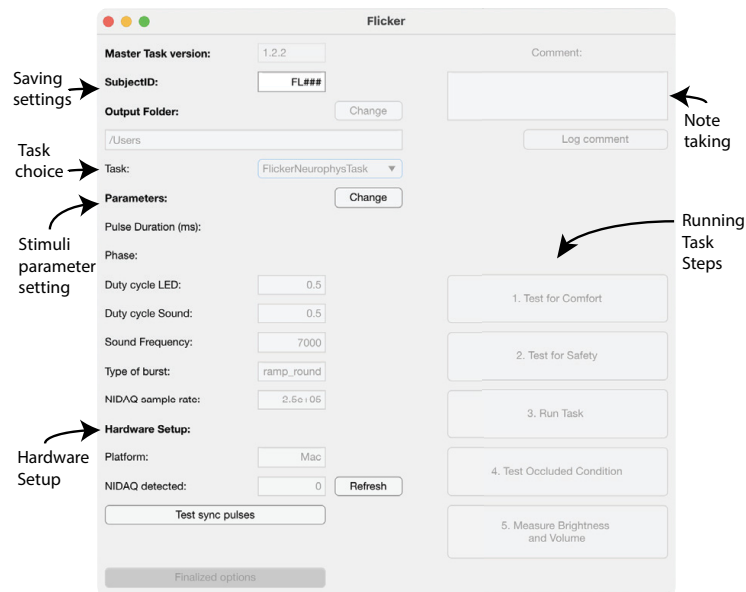 Flicker
Master Task version: 1.2.2
Comment:
Saving
settings
SubjectID: FL###
Output Folder: Change
Note
taking
/Users
Log comment
Task
choice
Task: FlickerNeurophysTask
Parameters: Change
Stimuli
parameter
setting
Pulse Duration (ms):
Phase:
Running
Task
Steps
Duty cycle LED: 0.5
1. Test for Comfort
Duty cycle Sound: 0.5
Sound Frequency: 7000
2. Test for Safety
Type of burst: ramp_round
NIDAQ sample rate: 2.5e+05
3. Run Task
Hardware Setup:
Hardware
Setup
Platform: Mac
4. Test Occluded Condition
NIDAQ detected: 0 Refresh
Test sync pulses
5. Measure Brightness
and Volume
Finalized options